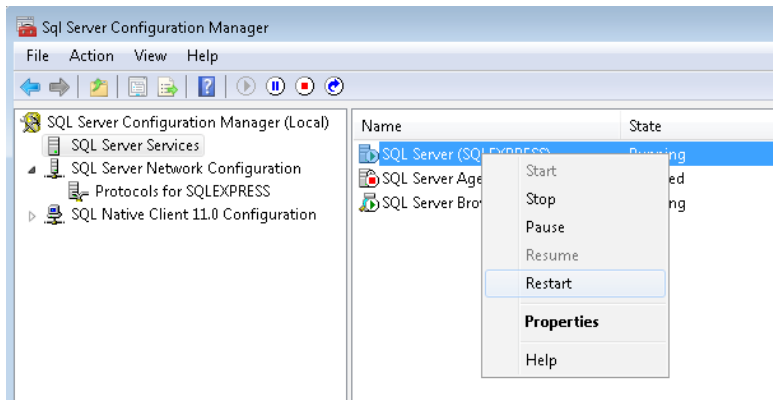 Sql Server Configuration Manager
File Action View Help
SQL Server Configuration Manager (Local)
SQL Server Services
SQL Server Network Configuration
Protocols for SQLEXPRESS
SQL Native Client 11.0 Configuration
Name State
SQL Server (SQLEXPRESS) Running
SQL Server Age ed
SQL Server Bro ng
Start
Stop
Pause
Resume
Restart
Properties
Help